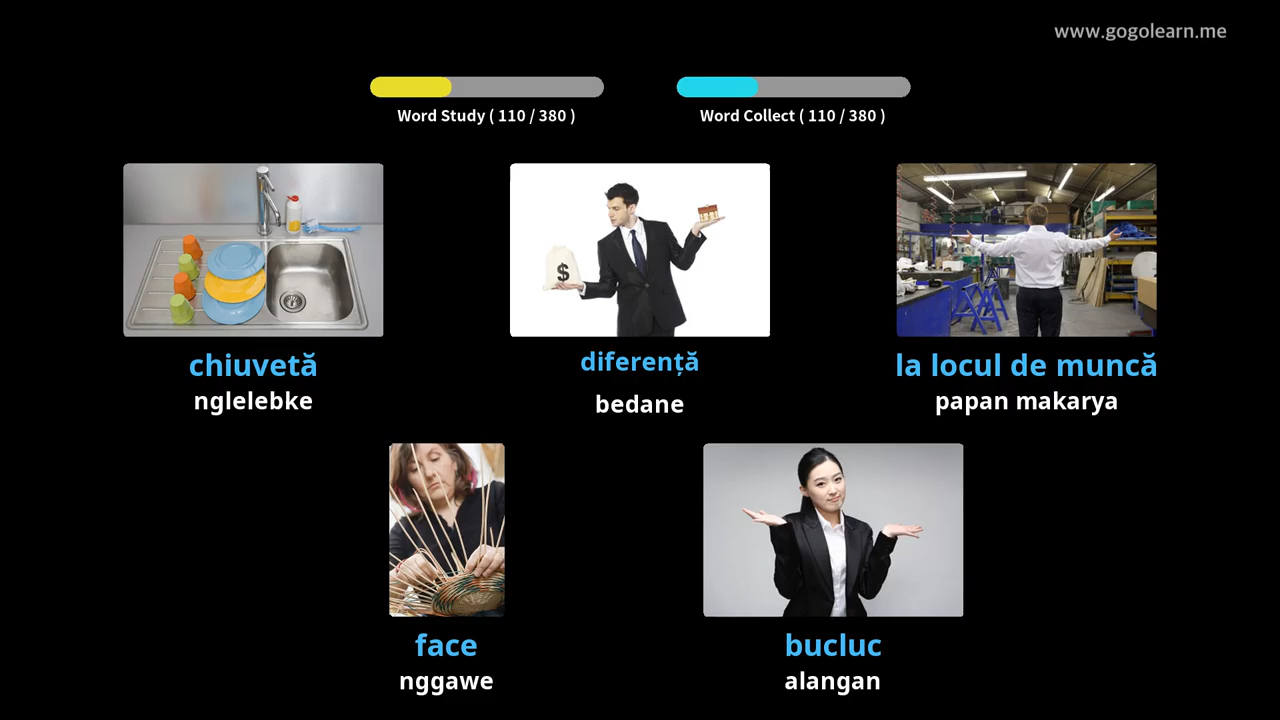 www.gogolearn.me
Word Study ( 110 / 380 )
Word Collect ( 110 / 380 )
$
chiuvetă
nglelebke
diferență
bedane
la locul de muncă
papan makarya
face
nggawe
bucluc
alangan